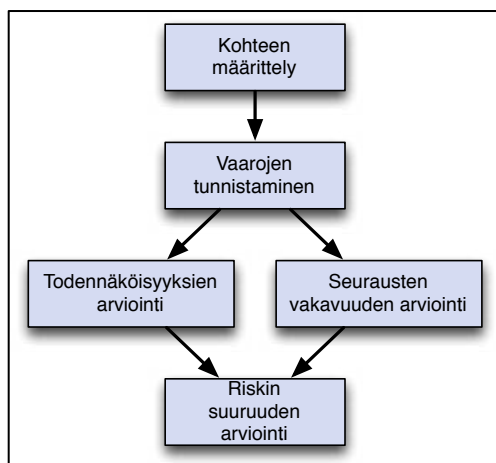 Kohteen
määrittely
Vaarojen
tunnistaminen
Todennäköisyyksien
arviointi
Seurausten
vakavuuden arviointi
Riskin
suuruuden
arviointi